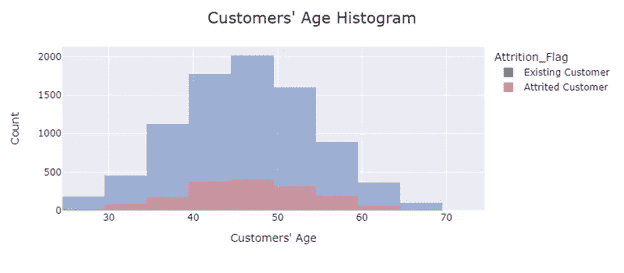 Customers' Age Histogram
Attrition_Flag
Existing Customer
Attrited Customer
Count
2000
1500
1000
500
0
30 40 50 60 70
Customers' Age